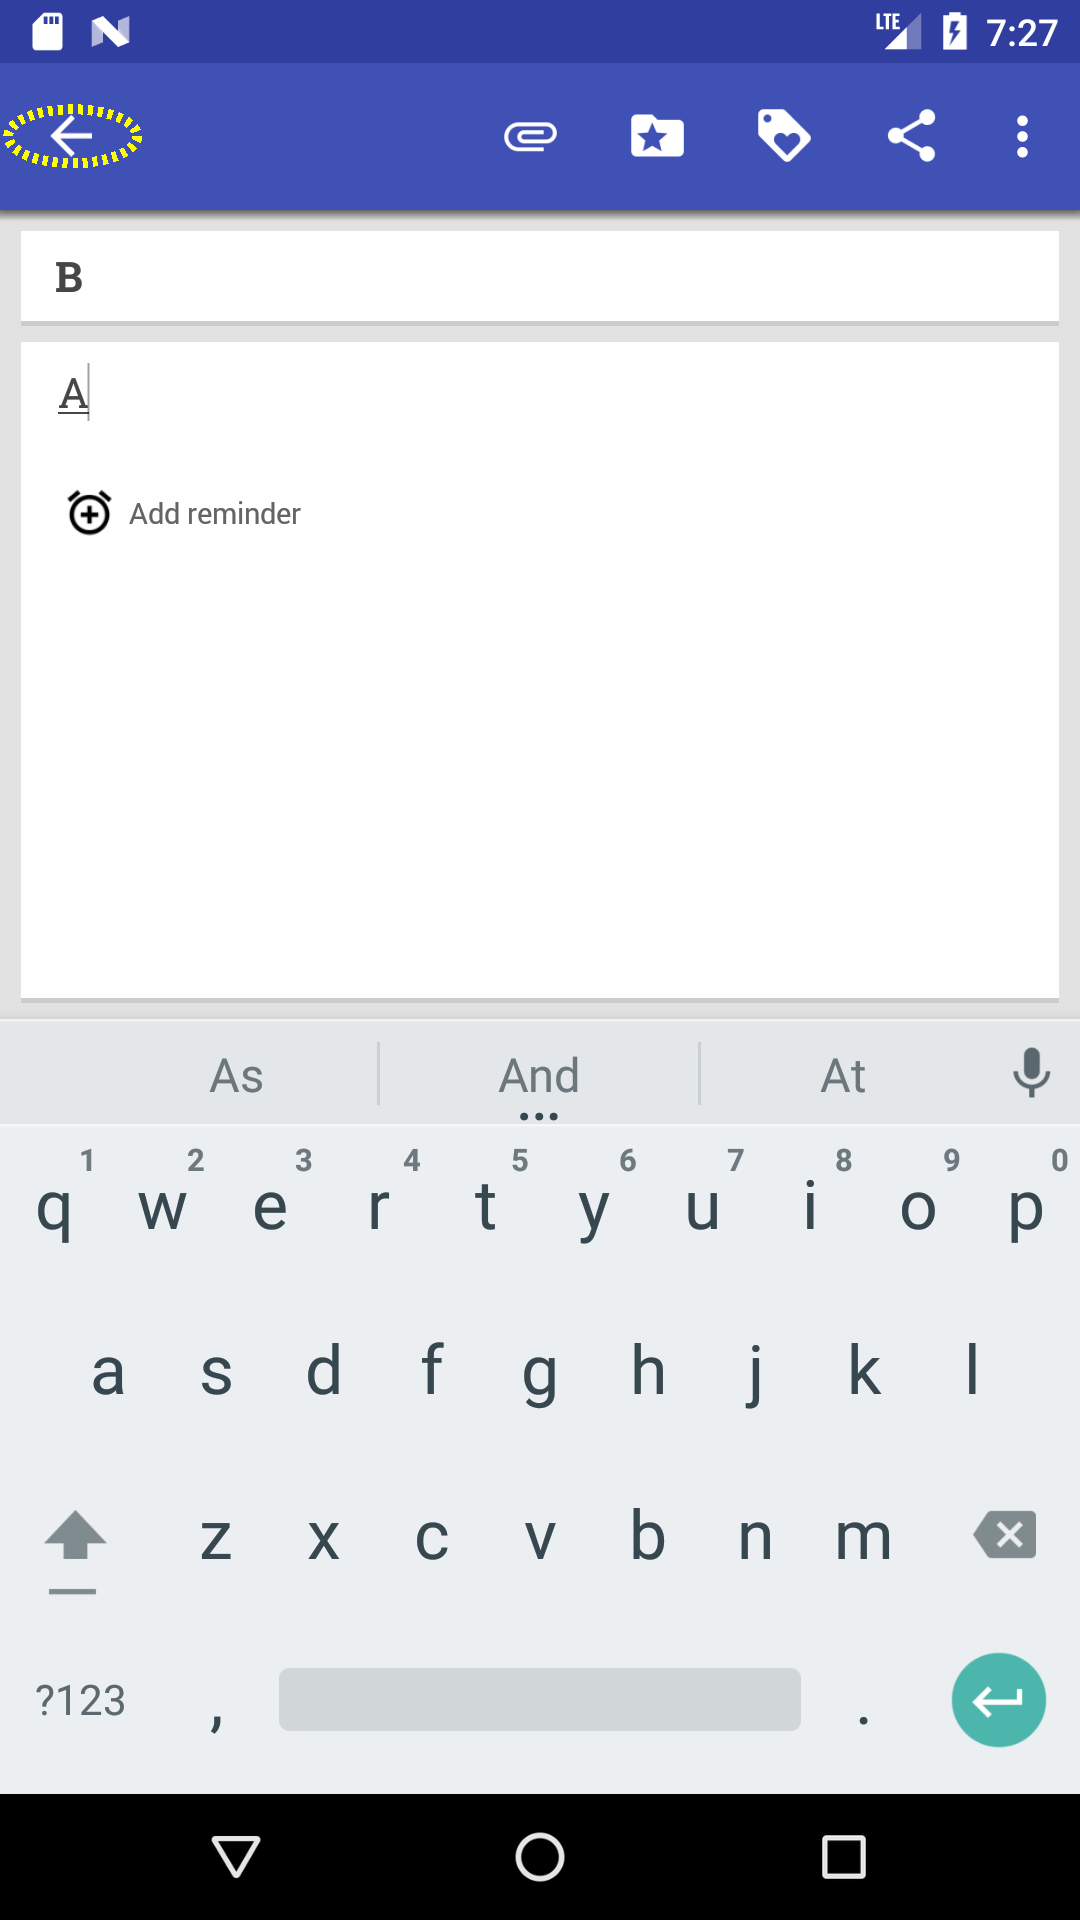 LTE 7:27
B
A
Add reminder
As And At
1 2 3 4 5 6 7 8 9 0
q w e r t y u i o p
a s d f g h j k l
z x c v b n m
?123 , .